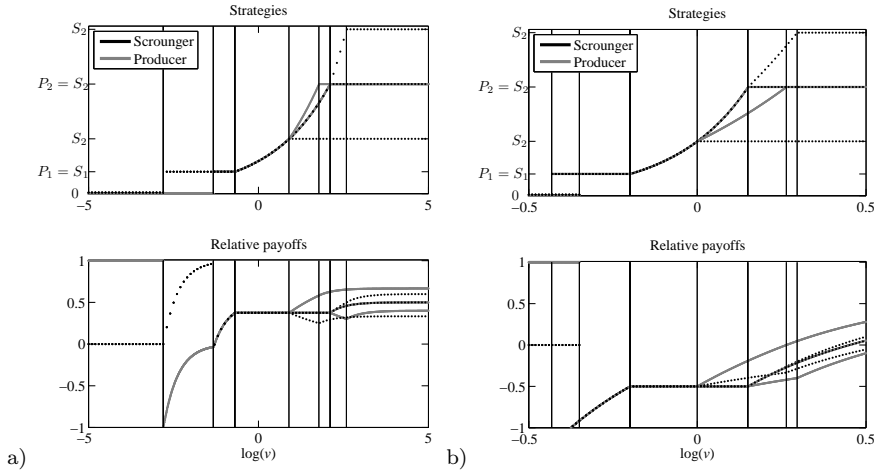 Strategies
S₂
Scrounger
Producer
P₂ = S₂
S₂
P₁ = S₁
0
−5
0
5
Relative payoffs
1
0.5
0
−0.5
−1
−5
0
5
log(v)
a)
Strategies
S₂
Scrounger
Producer
P₂ = S₂
S₂
P₁ = S₁
0
−0.5
0
0.5
Relative payoffs
1
0.5
0
−0.5
−1
−0.5
0
0.5
log(v)
b)